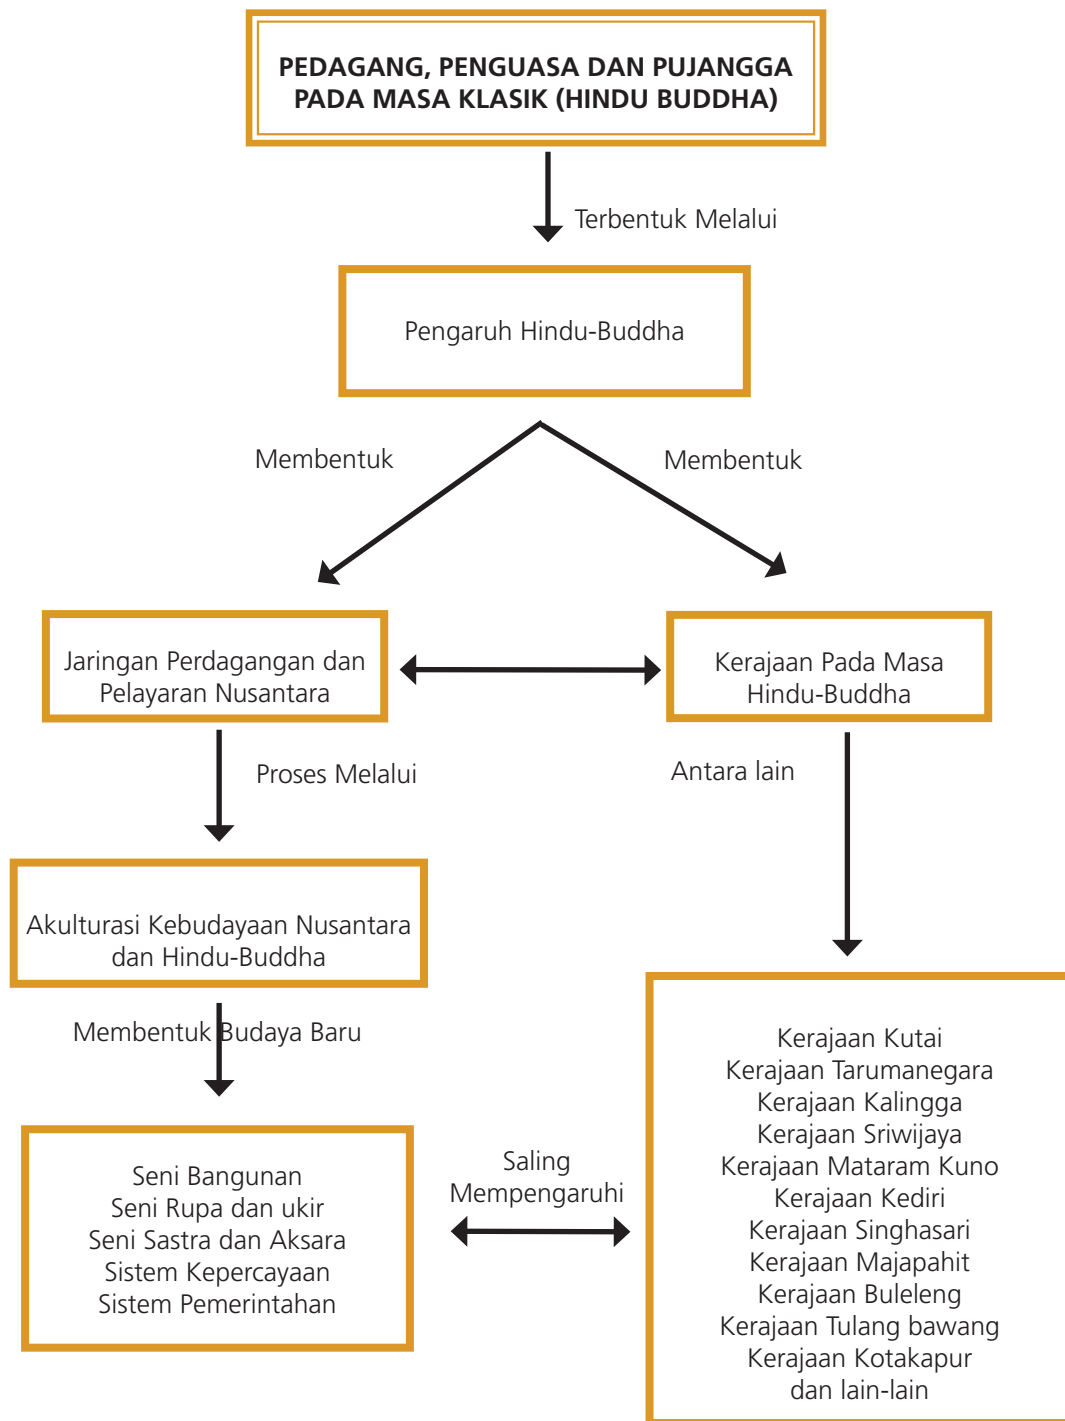 PEDAGANG, PENGUASA DAN PUJANGGA
PADA MASA KLASIK (HINDU BUDDHA)
Terbentuk Melalui
Pengaruh Hindu-Buddha
Membentuk
Membentuk
Jaringan Perdagangan dan
Pelayaran Nusantara
Kerajaan Pada Masa
Hindu-Buddha
Proses Melalui
Antara lain
Akulturasi Kebudayaan Nusantara
dan Hindu-Buddha
Membentuk Budaya Baru
Seni Bangunan
Seni Rupa dan ukir
Seni Sastra dan Aksara
Sistem Kepercayaan
Sistem Pemerintahan
Saling
Mempengaruhi
Kerajaan Kutai
Kerajaan Tarumanegara
Kerajaan Kalingga
Kerajaan Sriwijaya
Kerajaan Mataram Kuno
Kerajaan Kediri
Kerajaan Singhasari
Kerajaan Majapahit
Kerajaan Buleleng
Kerajaan Tulang bawang
Kerajaan Kotakapur
dan lain-lain